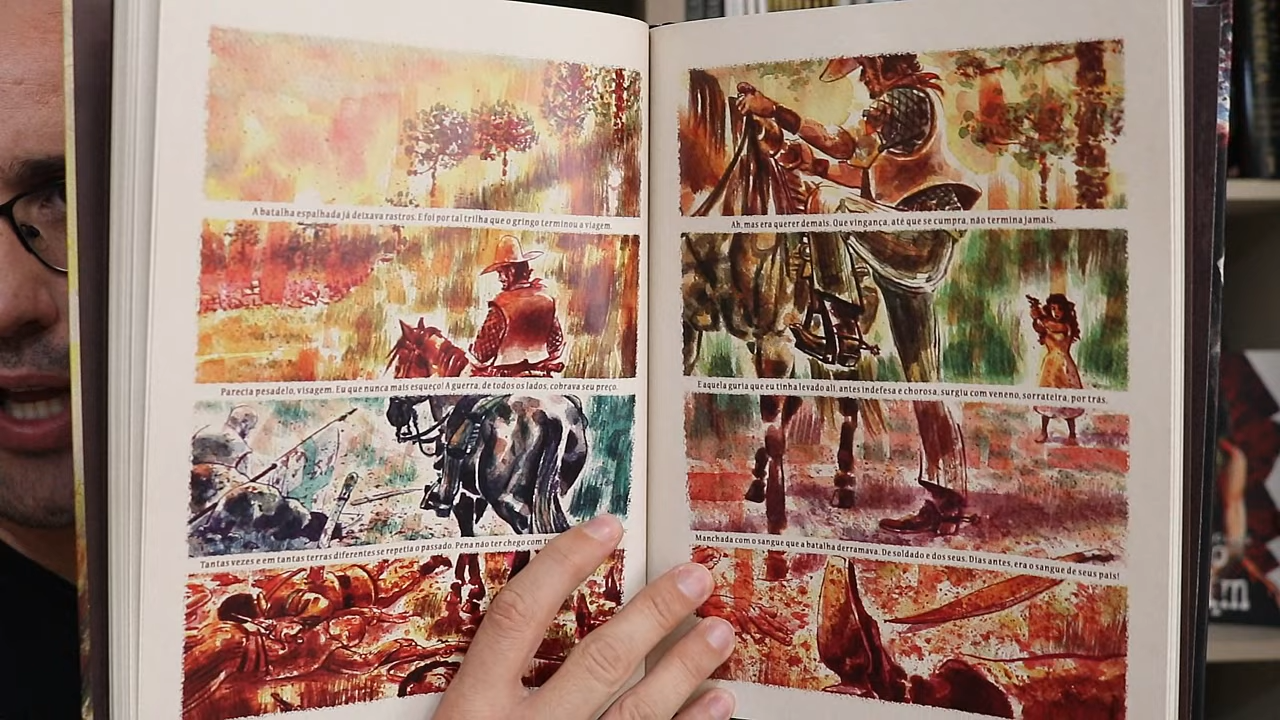 A batalha espalhada já deixava rastros. E foi por tal trilha que o gringo terminou a viagem.
Parecia pesadelo, visagem. Eu que nunca mais esqueço! A guerra, de todos os lados, cobrava seu preço.
Tantas vezes e em tantas terras diferentes se repetia o passado. Pena não ter chego com
Ah, mas era querer demais. Que vingança, até que se cumpra, não termina jamais.
E aquela guria que eu tinha levado ali, antes indefesa e chorosa, surgiu com veneno, sorrateira, por trás.
Manchada com o sangue que a batalha derramava. De soldado e dos seus. Dias antes, era o sangue de seus pais!